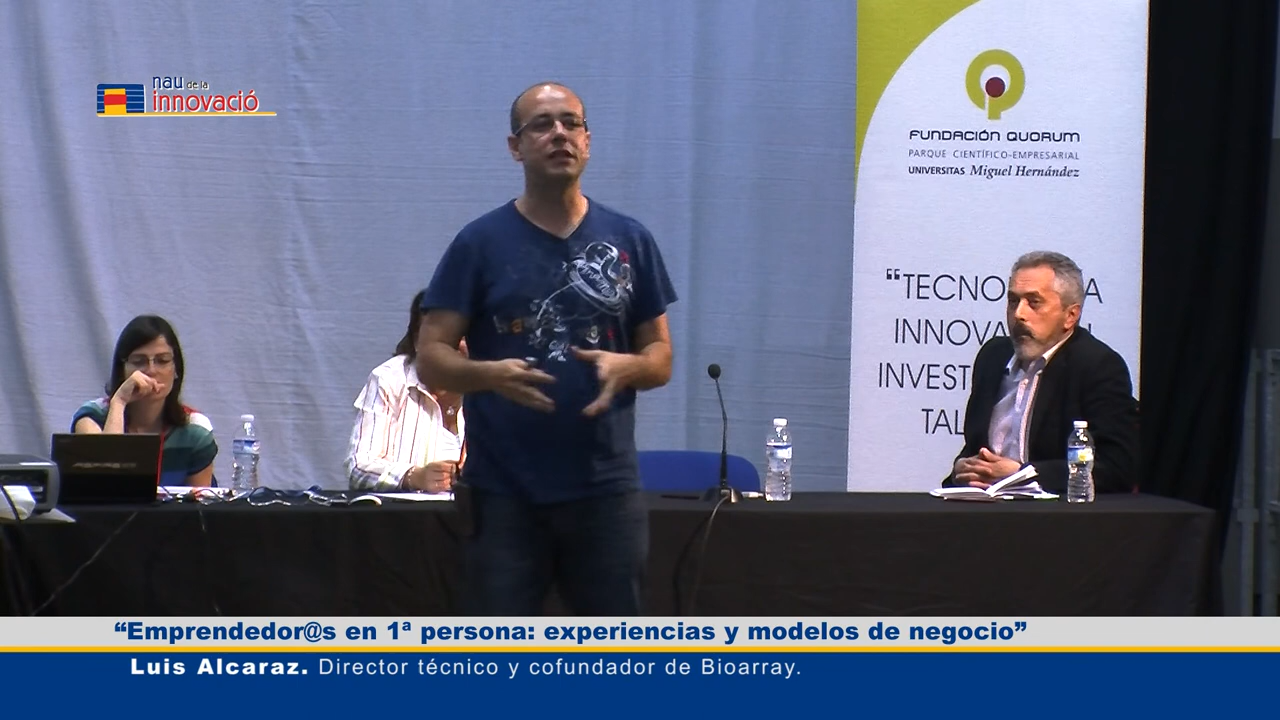 nau de la
innovació
FUNDACIÓN QUORUM
PARQUE CIENTÍFICO-EMPRESARIAL
UNIVERSITAS Miguel Hernández
“TECNO
INNOVA
INVEST
TAL
“Emprendedor@s en 1ª persona: experiencias y modelos de negocio”
Luis Alcaraz. Director técnico y cofundador de Bioarray.